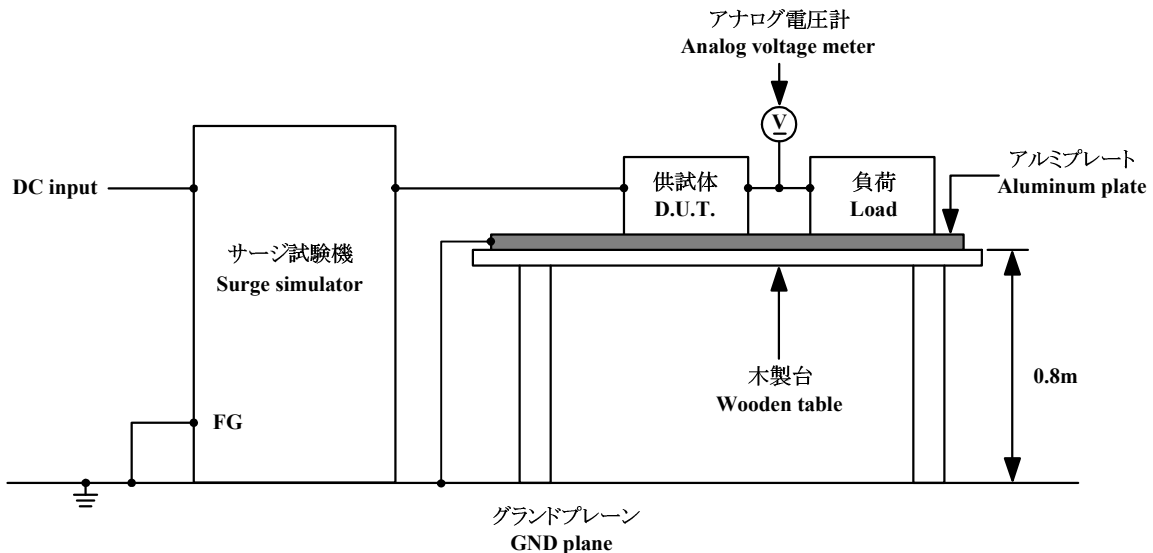 アナログ電圧計
Analog voltage meter
V
アルミプレート
Aluminum plate
DC input
供試体
D.U.T.
負荷
Load
サージ試験機
Surge simulator
木製台
Wooden table
0.8m
FG
グランドプレーン
GND plane